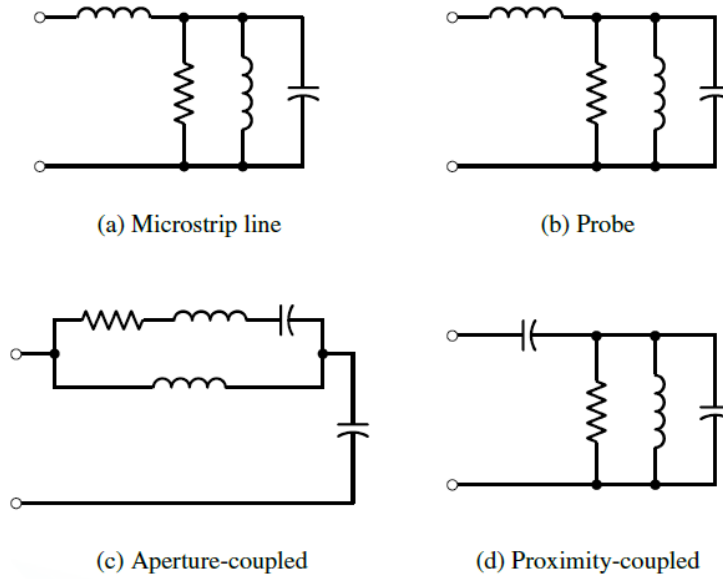 (a) Microstrip line
(b) Probe
(c) Aperture-coupled
(d) Proximity-coupled